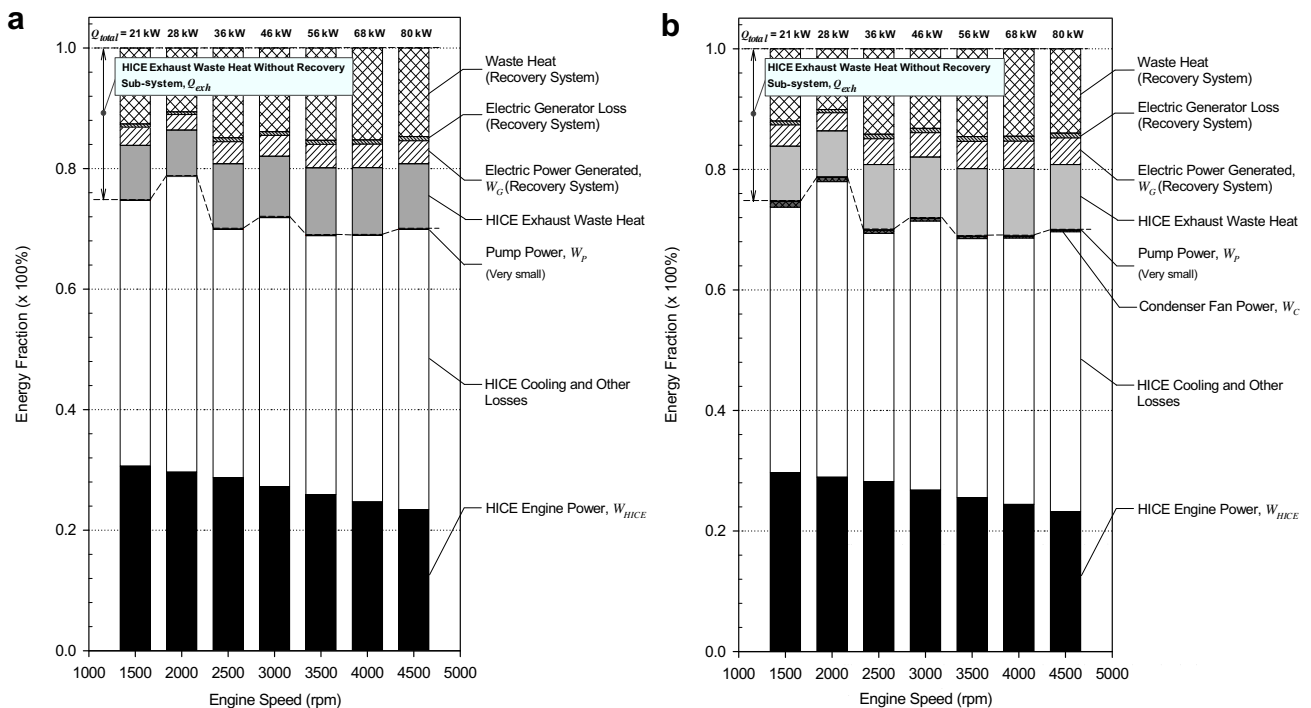 a
Q_total = 21 kW 28 kW 36 kW 46 kW 56 kW 68 kW 80 kW
1.0
0.8
0.6
0.4
0.2
0.0
Energy Fraction (x 100%)
HICE Exhaust Waste Heat Without Recovery
Sub-system, Q_exh
Waste Heat
(Recovery System)
Electric Generator Loss
(Recovery System)
Electric Power Generated,
W_G (Recovery System)
HICE Exhaust Waste Heat
Pump Power, W_P
(Very small)
HICE Cooling and Other
Losses
HICE Engine Power, W_HICE
1000 1500 2000 2500 3000 3500 4000 4500 5000
Engine Speed (rpm)
b
Q_total = 21 kW 28 kW 36 kW 46 kW 56 kW 68 kW 80 kW
1.0
0.8
0.6
0.4
0.2
0.0
Energy Fraction (x 100%)
HICE Exhaust Waste Heat Without Recovery
Sub-system, Q_exh
Waste Heat
(Recovery System)
Electric Generator Loss
(Recovery System)
Electric Power Generated,
W_G (Recovery System)
HICE Exhaust Waste Heat
Pump Power, W_P
(Very small)
Condenser Fan Power, W_C
HICE Cooling and Other
Losses
HICE Engine Power, W_HICE
1000 1500 2000 2500 3000 3500 4000 4500 5000
Engine Speed (rpm)